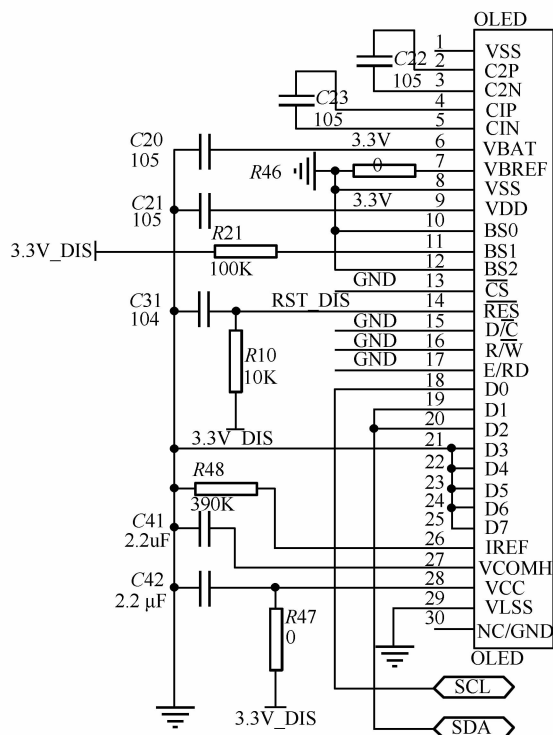 OLED
1 VSS
2 C2P
C22 105
3 C2N
C23 105
4 CIP
5 CIN
C20 105 3.3V 6 VBAT
R46 0 7 VBREF
8 VSS
C21 105 3.3V 9 VDD
10 BS0
3.3V_DIS R21 100K 11 BS1
12 BS2
GND 13 CS
C31 104 RST_DIS 14 RES
GND 15 D/C
GND 16 R/W
GND 17 E/RD
R10 10K
18 D0
19 D1
20 D2
3.3V_DIS 21 D3
22 D4
R48 390K 23 D5
24 D6
25 D7
C41 2.2uF 26 IREF
27 VCOMH
C42 2.2 μF 28 VCC
29 VLSS
30 NC/GND
R47 0
OLED
SCL
3.3V_DIS
SDA